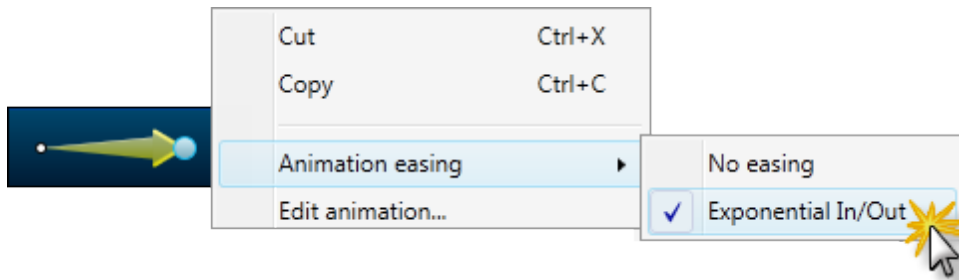 Cut Ctrl+X
Copy Ctrl+C
Animation easing
Edit animation...
No easing
Exponential In/Out